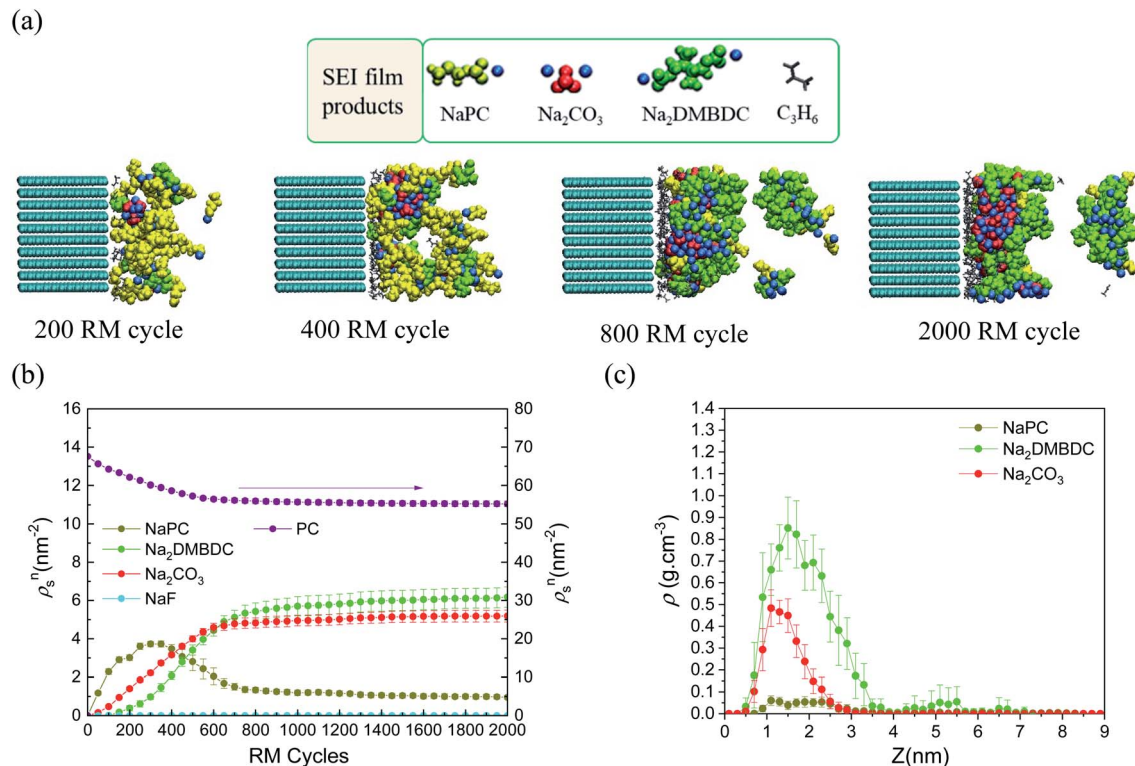 (a)
SEI film
products
NaPC
Na₂CO₃
Na₂DMBDC
C₃H₆
200 RM cycle
400 RM cycle
800 RM cycle
2000 RM cycle
(b)
16
14
12
10
8
6
4
2
0
ρₛⁿ(nm⁻²)
80
70
60
50
40
30
20
10
0
ρₛⁿ(nm⁻²)
NaPC
PC
Na₂DMBDC
Na₂CO₃
NaF
0 200 400 600 800 1000 1200 1400 1600 1800 2000
RM Cycles
(c)
1.4
1.3
1.2
1.1
1.0
0.9
0.8
0.7
0.6
0.5
0.4
0.3
0.2
0.1
0.0
ρ (g.cm⁻³)
NaPC
Na₂DMBDC
Na₂CO₃
0 1 2 3 4 5 6 7 8 9
Z(nm)